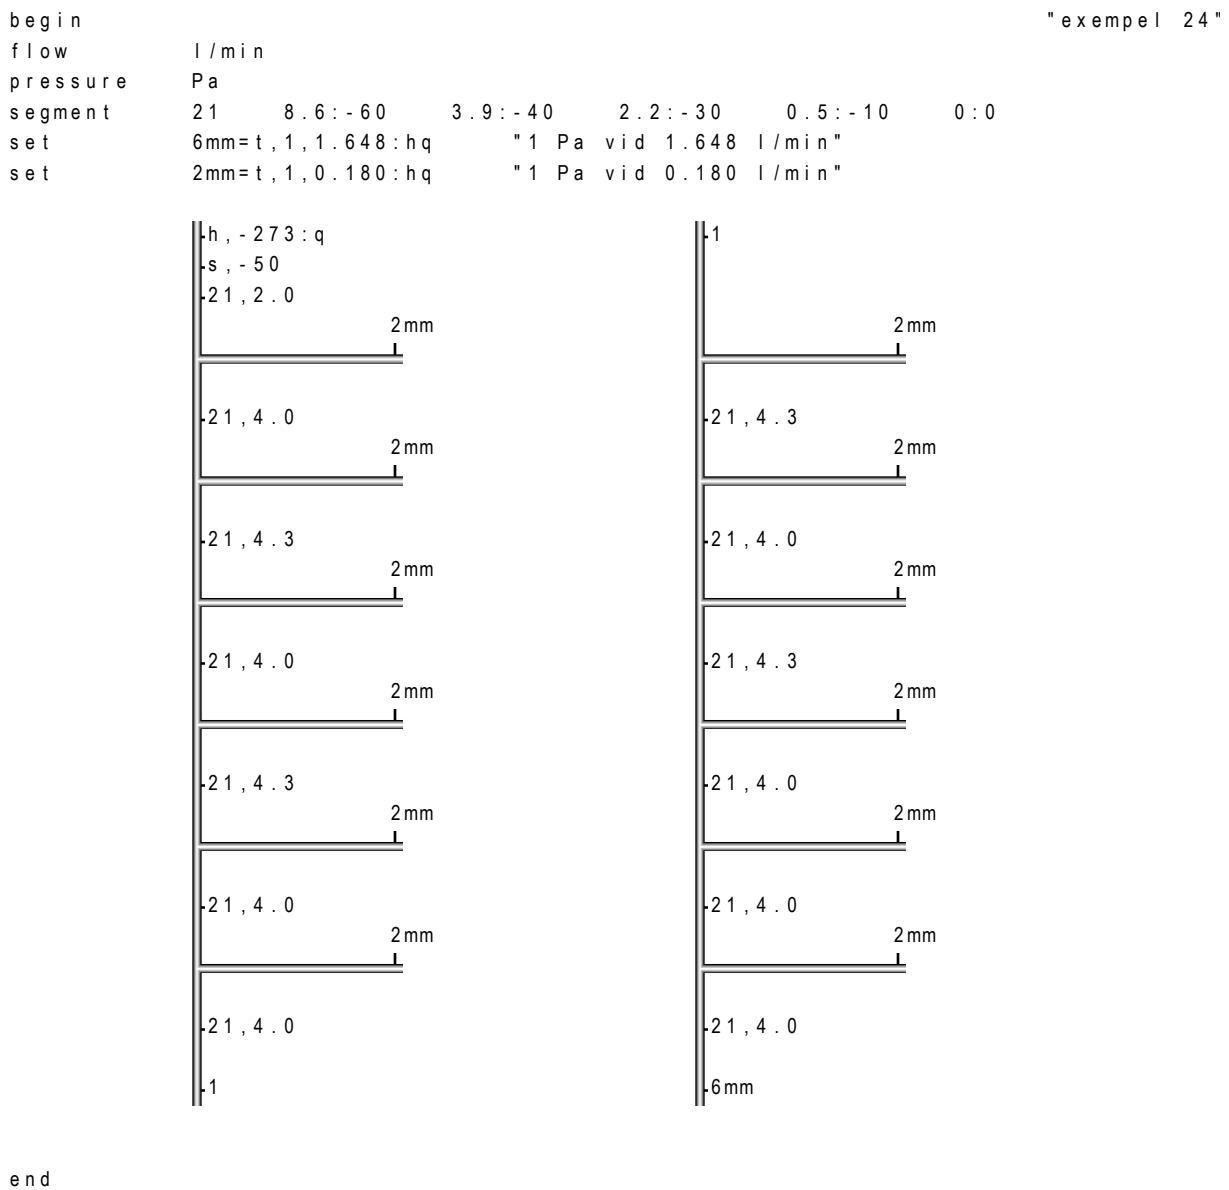 begin "exempel 24"
flow l/min
pressure Pa
segment 21 8.6:-60 3.9:-40 2.2:-30 0.5:-10 0:0
set 6mm=t,1,1.648:hq "1 Pa vid 1.648 l/min"
set 2mm=t,1,0.180:hq "1 Pa vid 0.180 l/min"
h,-273:q
s,-50
21,2.0
2mm
21,4.0
2mm
21,4.3
2mm
21,4.0
2mm
21,4.3
2mm
21,4.0
2mm
21,4.0
1
1
2mm
21,4.3
2mm
21,4.0
2mm
21,4.3
2mm
21,4.0
2mm
21,4.0
2mm
21,4.0
6mm
end